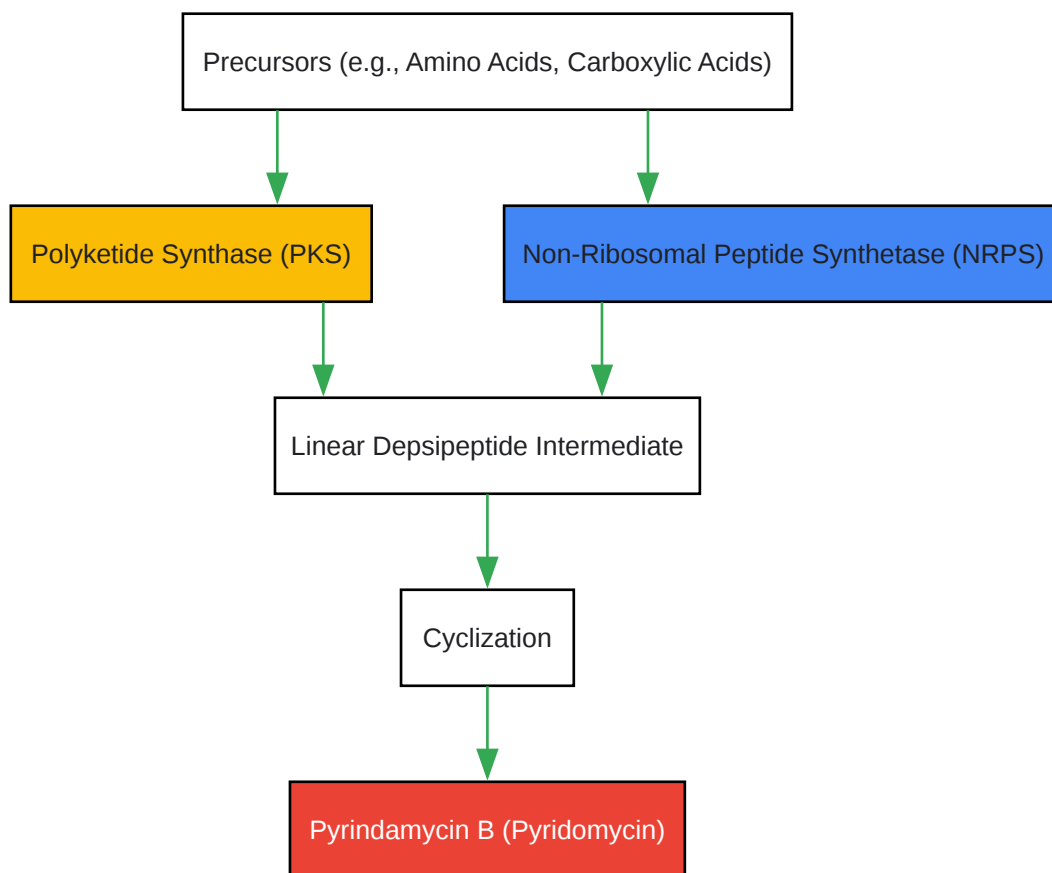 Precursors (e.g., Amino Acids, Carboxylic Acids)
Polyketide Synthase (PKS)
Non-Ribosomal Peptide Synthetase (NRPS)
Linear Depsipeptide Intermediate
Cyclization
Pyrindamycin B (Pyridomycin)